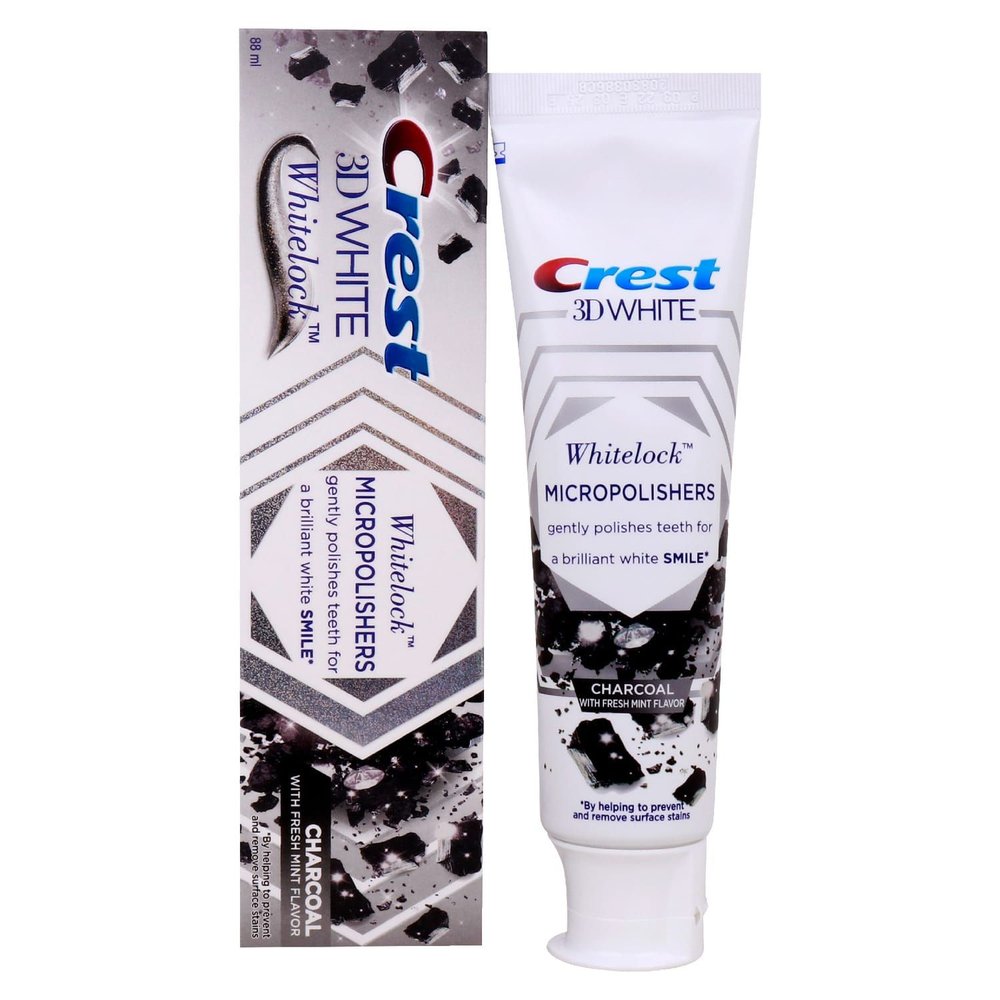 88 ml
Crest
3D WHITE
Whitelock™
Whitelock™
MICROPOLISHERS
gently polishes teeth for
a brilliant white SMILE*
CHARCOAL
WITH FRESH MINT FLAVOR
*By helping to prevent
and remove surface stains
Crest
3D WHITE
Whitelock™
MICROPOLISHERS
gently polishes teeth for
a brilliant white SMILE*
CHARCOAL
WITH FRESH MINT FLAVOR
*By helping to prevent
and remove surface stains